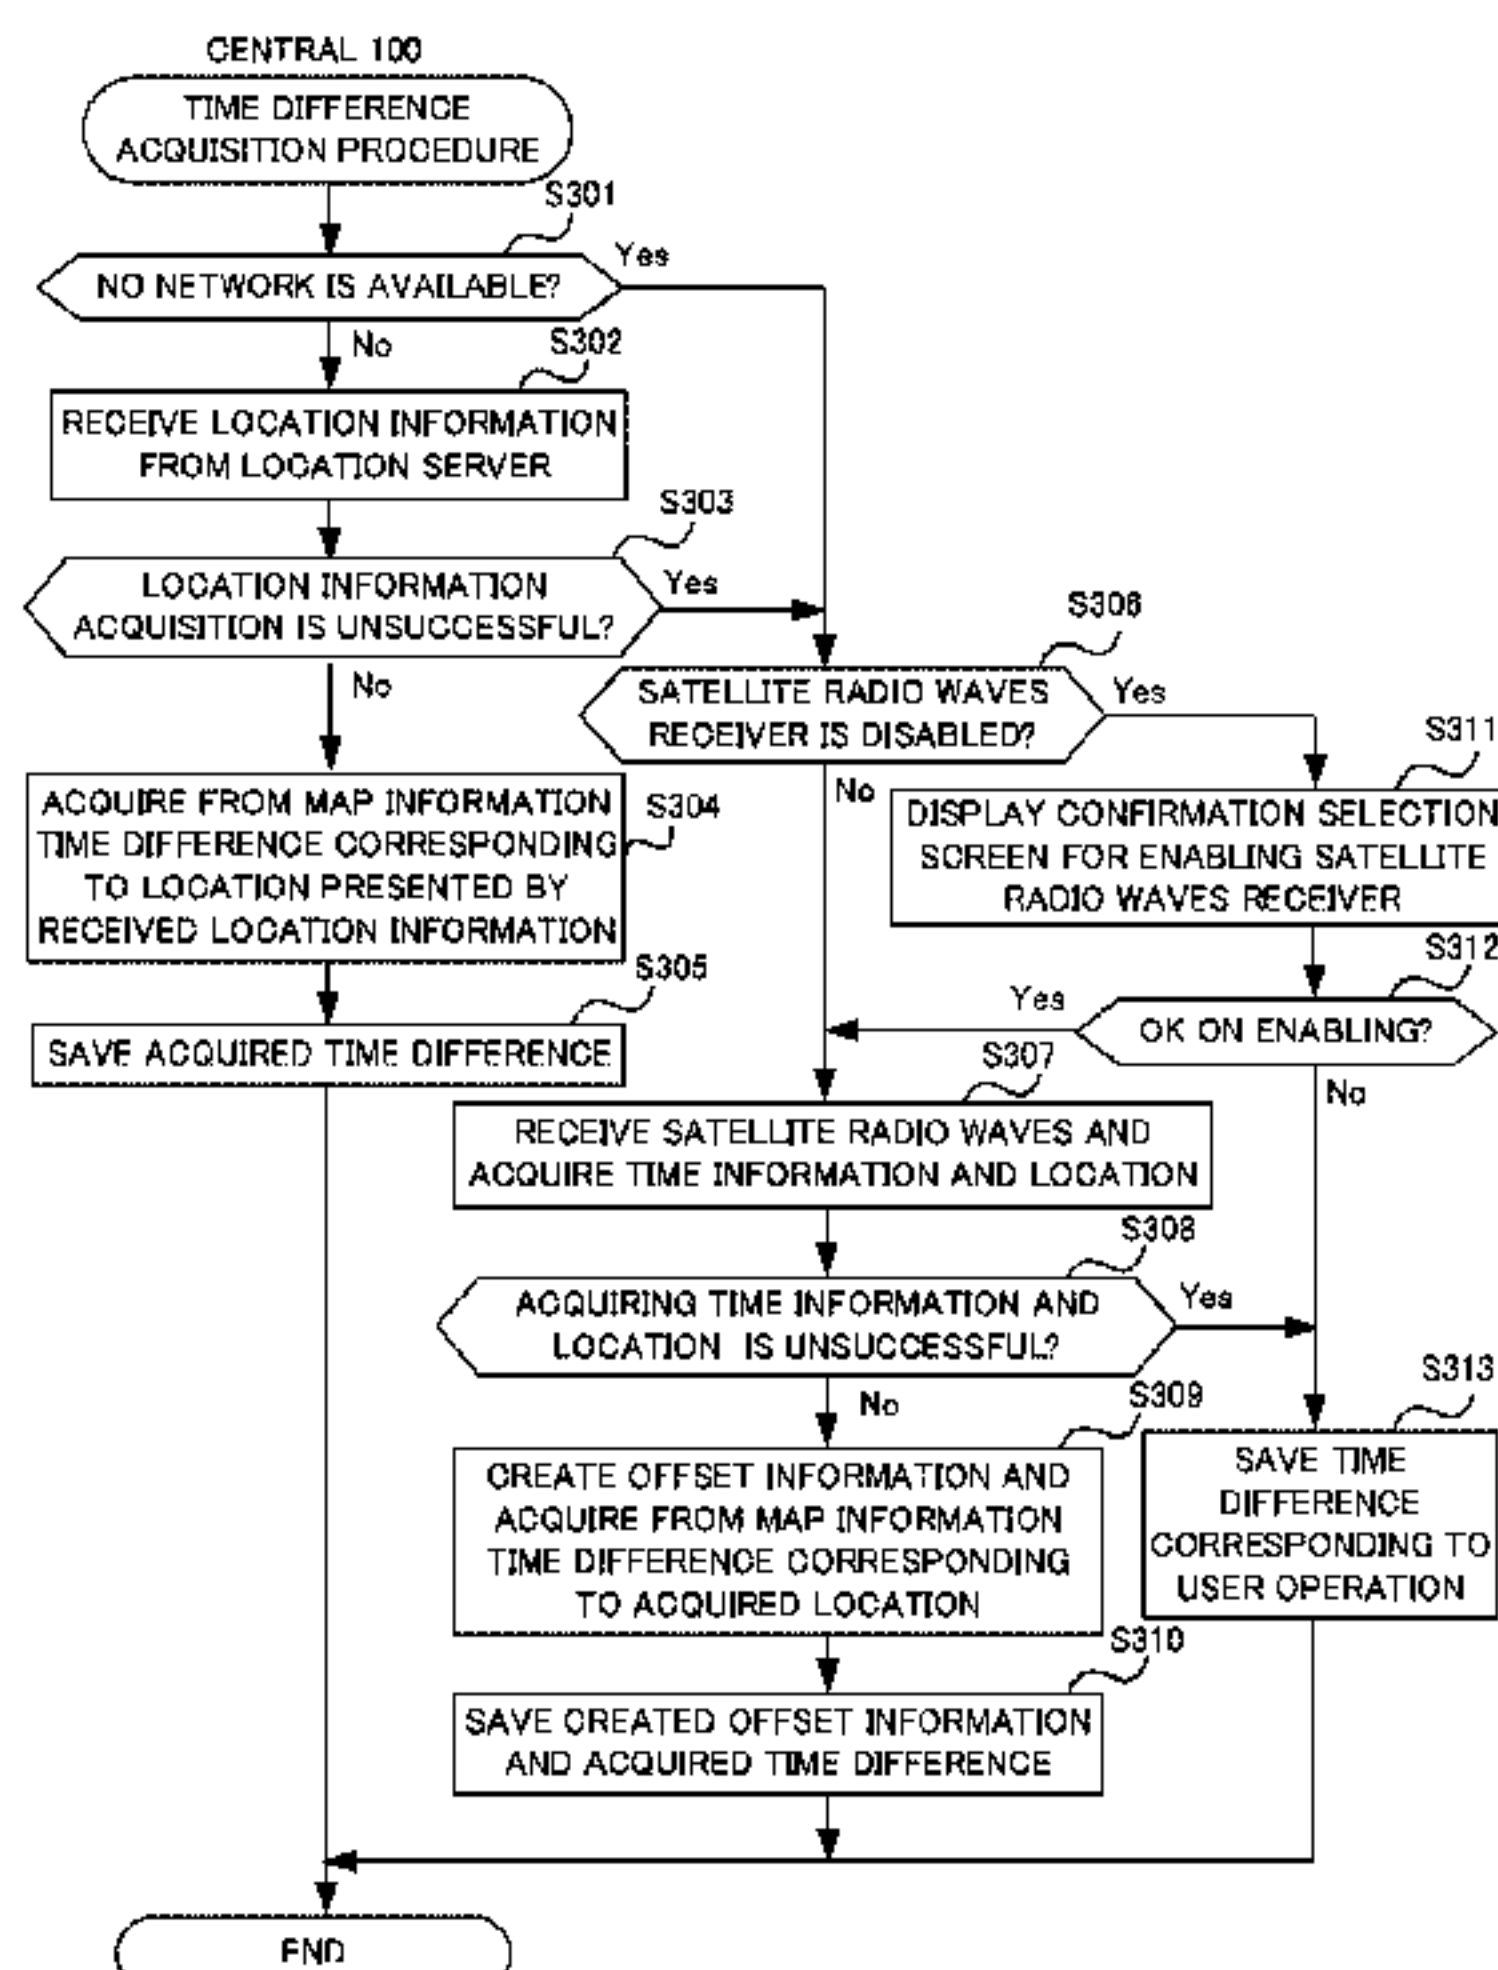 CENTRAL 100
TIME DIFFERENCE
ACQUISITION PROCEDURE
S301
NO NETWORK IS AVAILABLE?
Yes
No
S302
RECEIVE LOCATION INFORMATION
FROM LOCATION SERVER
S303
LOCATION INFORMATION
ACQUISITION IS UNSUCCESSFUL?
Yes
No
S304
ACQUIRE FROM MAP INFORMATION
TIME DIFFERENCE CORRESPONDING
TO LOCATION PRESENTED BY
RECEIVED LOCATION INFORMATION
S305
SAVE ACQUIRED TIME DIFFERENCE
S306
SATELLITE RADIO WAVES
RECEIVER IS DISABLED?
Yes
No
S311
DISPLAY CONFIRMATION SELECTION
SCREEN FOR ENABLING SATELLITE
RADIO WAVES RECEIVER
S312
OK ON ENABLING?
Yes
No
S307
RECEIVE SATELLITE RADIO WAVES AND
ACQUIRE TIME INFORMATION AND LOCATION
S308
ACQUIRING TIME INFORMATION AND
LOCATION IS UNSUCCESSFUL?
Yes
No
S309
CREATE OFFSET INFORMATION AND
ACQUIRE FROM MAP INFORMATION
TIME DIFFERENCE CORRESPONDING
TO ACQUIRED LOCATION
S310
SAVE CREATED OFFSET INFORMATION
AND ACQUIRED TIME DIFFERENCE
S313
SAVE TIME
DIFFERENCE
CORRESPONDING TO
USER OPERATION
END